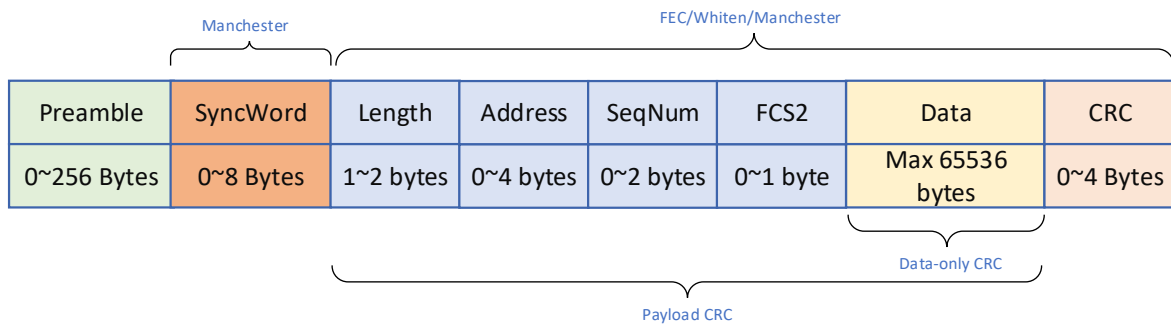 Manchester
FEC/Whiten/Manchester
Preamble SyncWord Length Address SeqNum FCS2 Data CRC
0~256 Bytes 0~8 Bytes 1~2 bytes 0~4 bytes 0~2 bytes 0~1 byte Max 65536 bytes 0~4 Bytes
Data-only CRC
Payload CRC